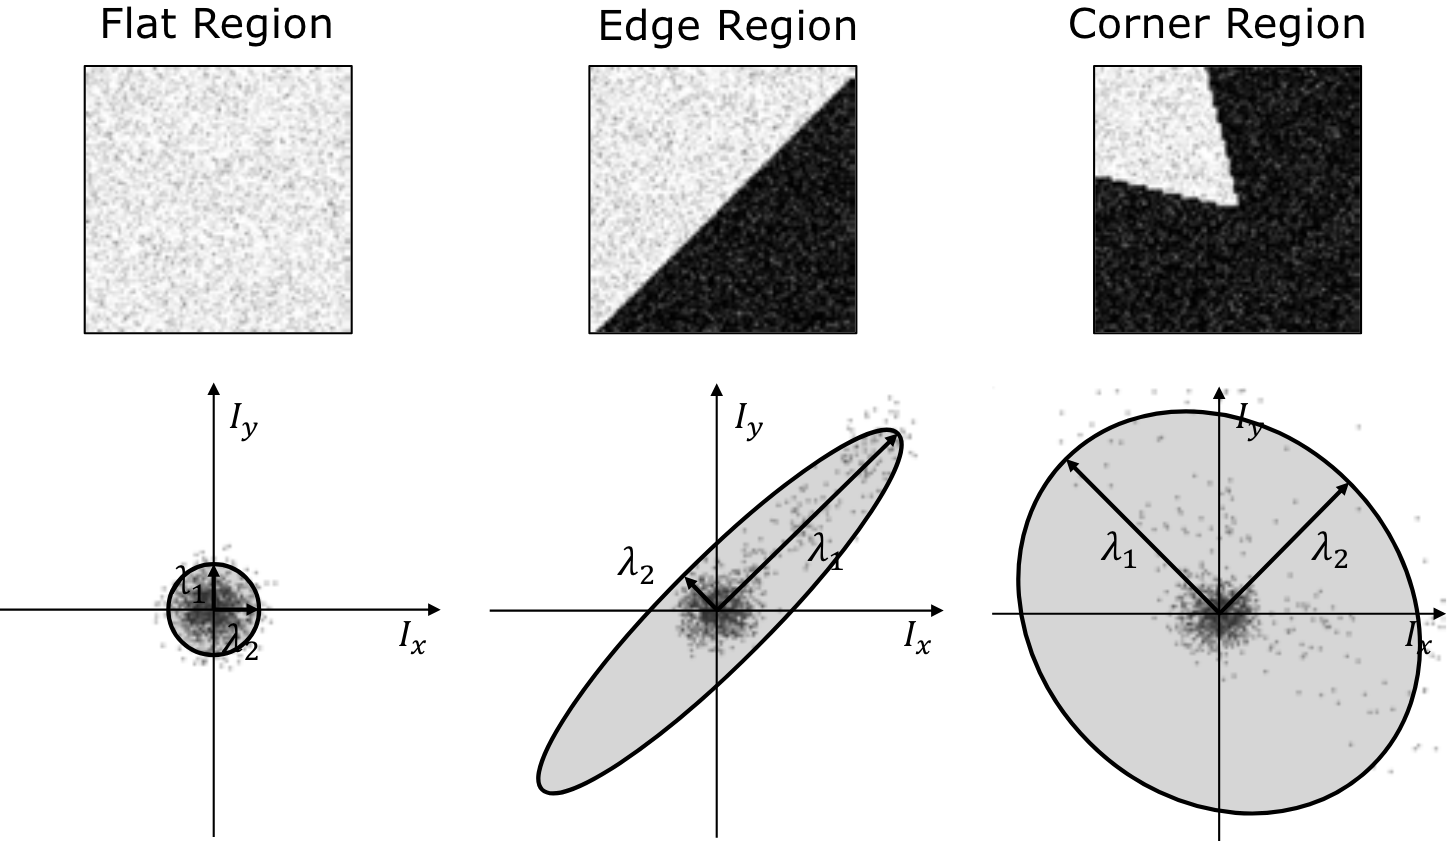 Flat Region
Edge Region
Corner Region
I_y
λ_1
λ_2
I_x
I_y
λ_2
λ_1
I_x
I_y
λ_1
λ_2
I_x